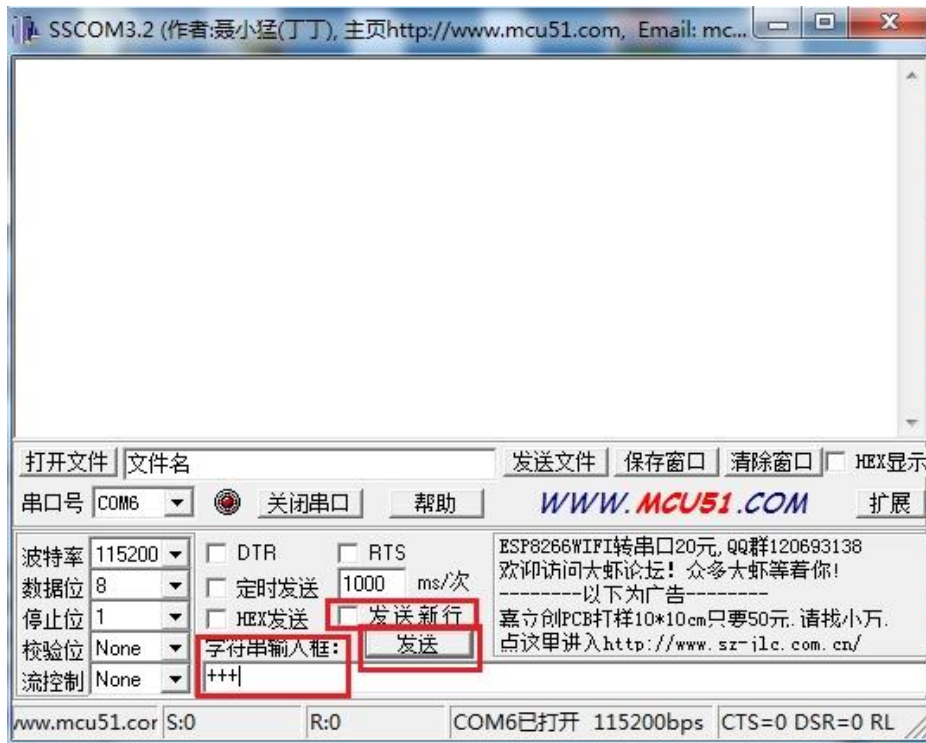 SSCOM3.2 (作者:聂小猛(丁丁), 主页http://www.mcu51.com, Email: mc...
打开文件 文件名 发送文件 保存窗口 清除窗口 HEX显示
串口号 COM6 关闭串口 帮助 WWW.MCU51.COM 扩展
波特率 115200 DTR RTS
数据位 8 定时发送 1000 ms/次
停止位 1 HEX发送 发送新行
校验位 None 字符串输入框: 发送
流控制 None +++
ESP8266WIFI转串口20元,QQ群120693138
欢迎访问大虾论坛! 众多大虾等着你!
--------以下为广告--------
嘉立创PCB打样10*10cm只要50元.请找小万.
点这里进入http://www.sz-jlc.com.cn/
www.mcu51.cor S:0 R:0 COM6已打开 115200bps CTS=0 DSR=0 RL